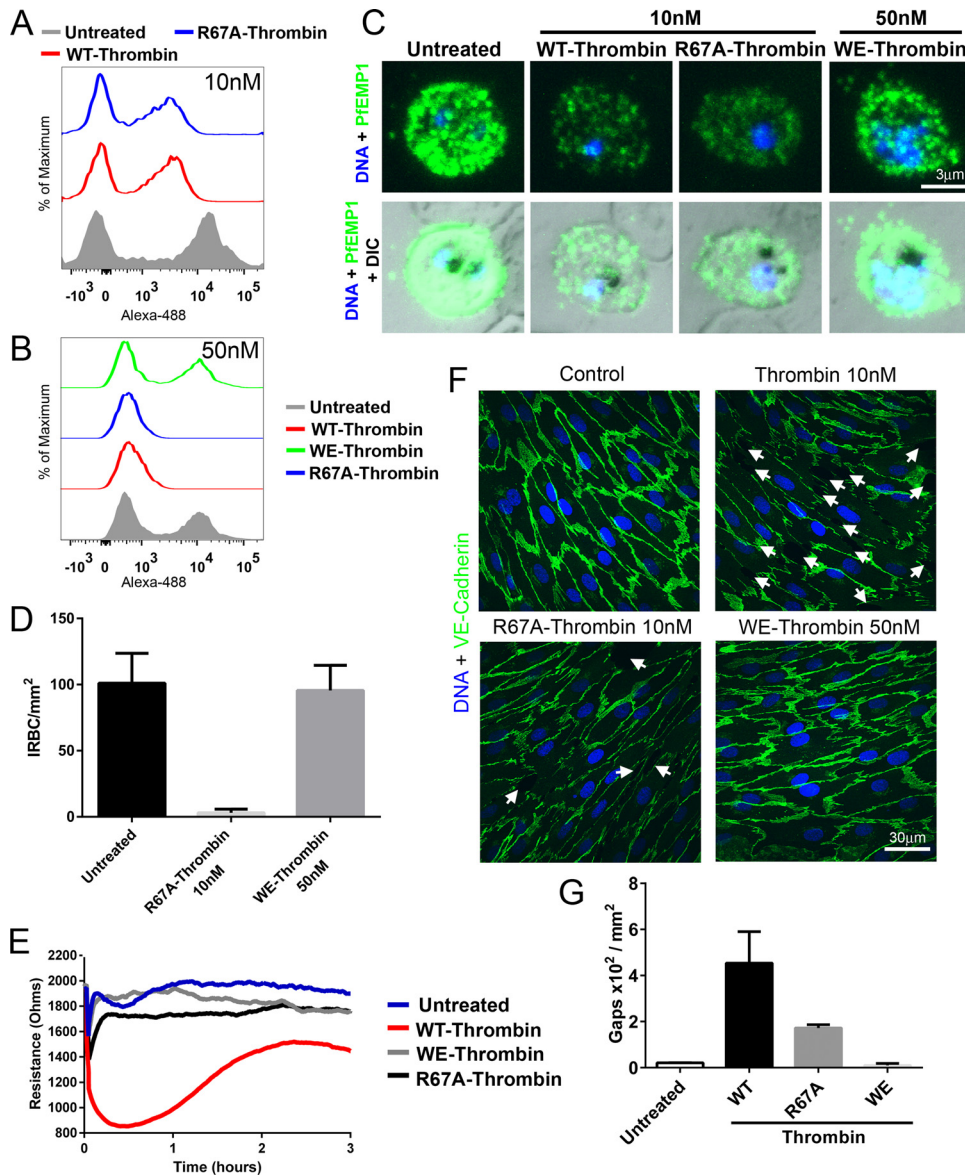 A
Untreated
R67A-Thrombin
WT-Thrombin
10nM
% of Maximum
-10³ 0 10³ 10⁴ 10⁵
Alexa-488
B
50nM
% of Maximum
-10³ 0 10³ 10⁴ 10⁵
Alexa-488
Untreated
WT-Thrombin
WE-Thrombin
R67A-Thrombin
C
10nM
50nM
Untreated
WT-Thrombin
R67A-Thrombin
WE-Thrombin
DNA + PfEMP1
3µm
DNA + PfEMP1
+ DIC
D
IRBC/mm²
150
100
50
0
Untreated
R67A-Thrombin
10nM
WE-Thrombin
50nM
E
Resistance (Ohms)
2200
2000
1800
1600
1400
1200
1000
800
0 1 2 3
Time (hours)
Untreated
WT-Thrombin
WE-Thrombin
R67A-Thrombin
F
Control
Thrombin 10nM
R67A-Thrombin 10nM
WE-Thrombin 50nM
DNA + VE-Cadherin
30µm
G
Gaps x10² / mm²
8
6
4
2
0
Untreated
WT
R67A
WE
Thrombin